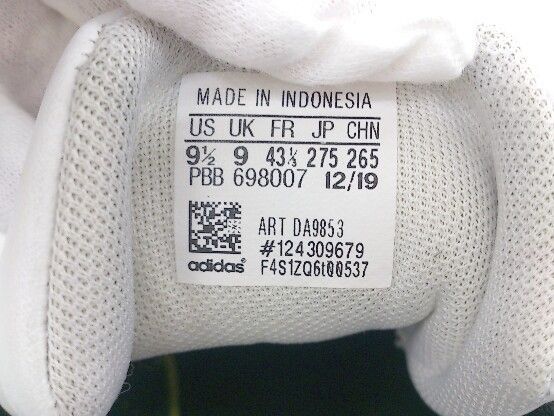 MADE IN INDONESIA
US UK FR JP CHN
9½ 9 43⅓ 275 265
PBB 698007 12/19
ART DA9853
#124309679
adidas® F4S1ZQ6t00537